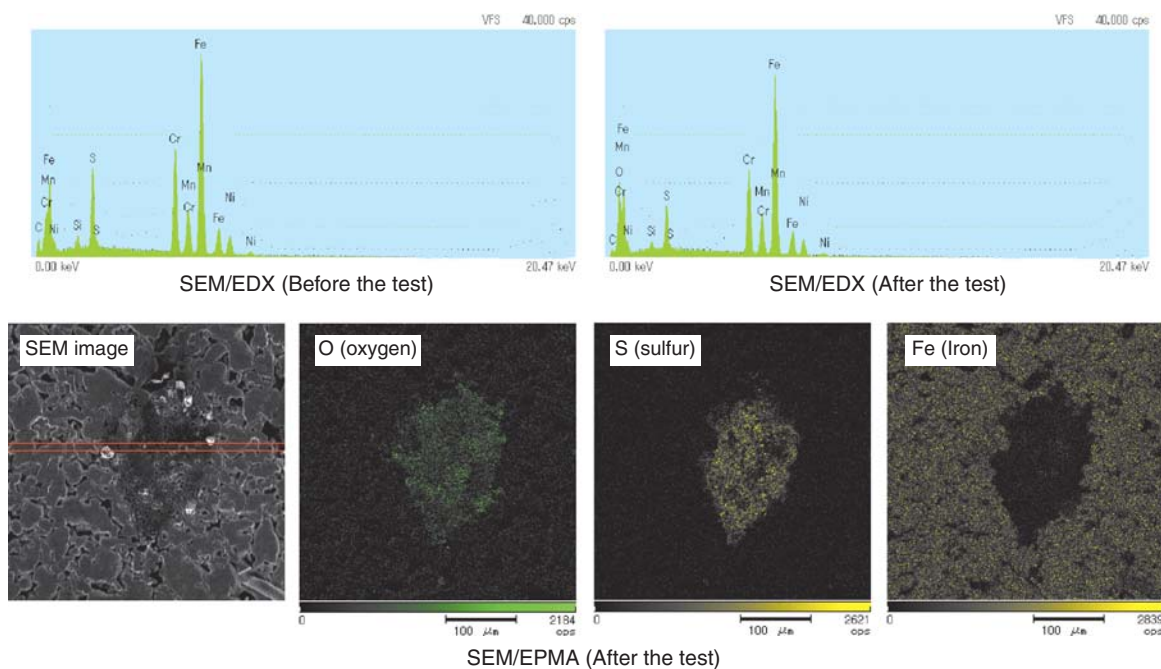 VFS 40.000 cps
Fe
Cr
Fe
S
Mn
Mn
Mn
Cr
Ni
Cr
Si
Fe
C
Ni
S
Ni
0.00 keV 20.47 keV
SEM/EDX (Before the test)
VFS 40.000 cps
Fe
Fe
Mn
Cr
O
Mn
Mn
Cr
S
Ni
Cr
Fe
Ni
Si
S
C
Ni
0.00 keV 20.47 keV
SEM/EDX (After the test)
SEM image
O (oxygen)
S (sulfur)
Fe (Iron)
0 2184
100 μm cps
0 2621
100 μm cps
0 2839
100 μm cps
SEM/EPMA (After the test)